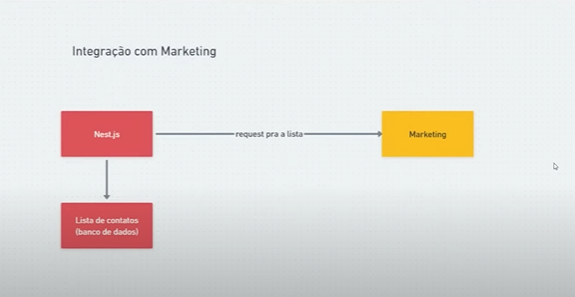 Integração com Marketing
Nest.js
request pra a lista
Marketing
Lista de contatos
(banco de dados)